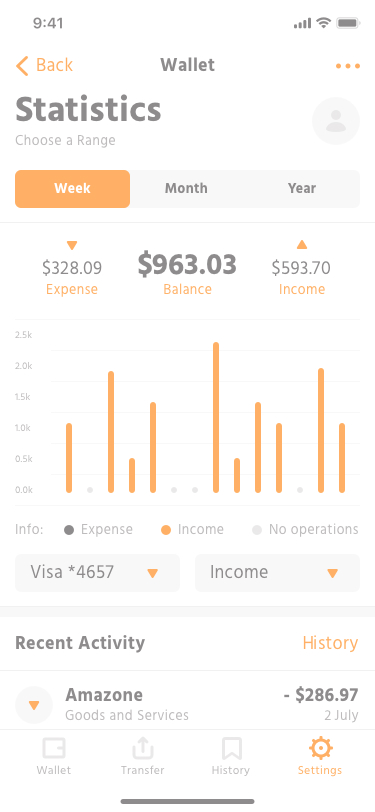 9:41
Back
Wallet
Statistics
Choose a Range
Week
Month
Year
$328.09
$963.03
$593.70
Expense
Balance
Income
2.5k
2.0k
1.5k
1.0k
0.5k
0.0k
Info:
Expense
Income
No operations
Visa *4657
Income
Recent Activity
History
Amazone
- $286.97
Goods and Services
2 July
Wallet
Transfer
History
Settings